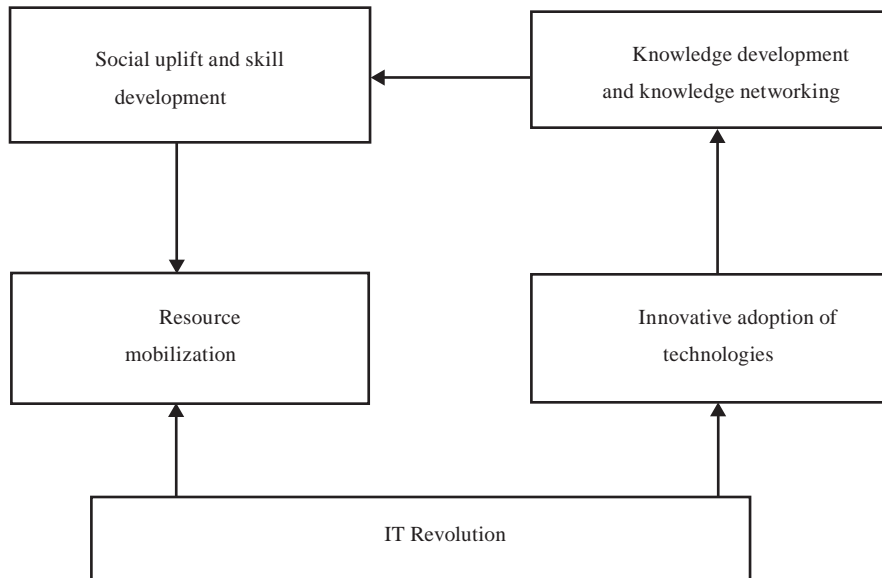 Social uplift and skill
development
Knowledge development
and knowledge networking
Resource
mobilization
Innovative adoption of
technologies
IT Revolution